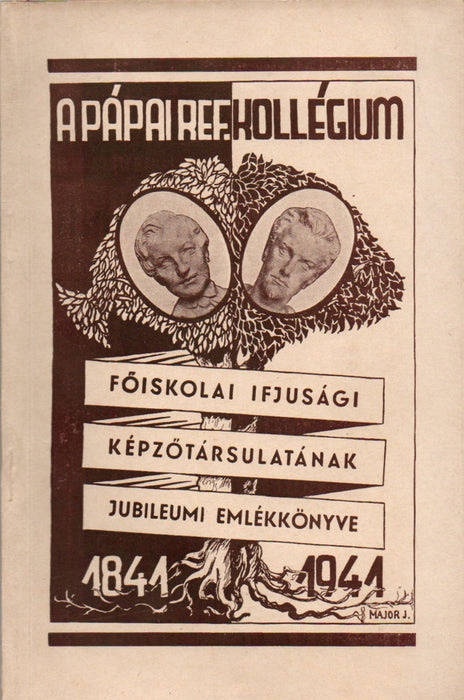 A PÁPAI REF. KOLLÉGIUM
FŐISKOLAI IFJUSÁGI
KÉPZŐTÁRSULATÁNAK
JUBILEUMI EMLÉKKÖNYVE
1841 1941
MAJOR J.